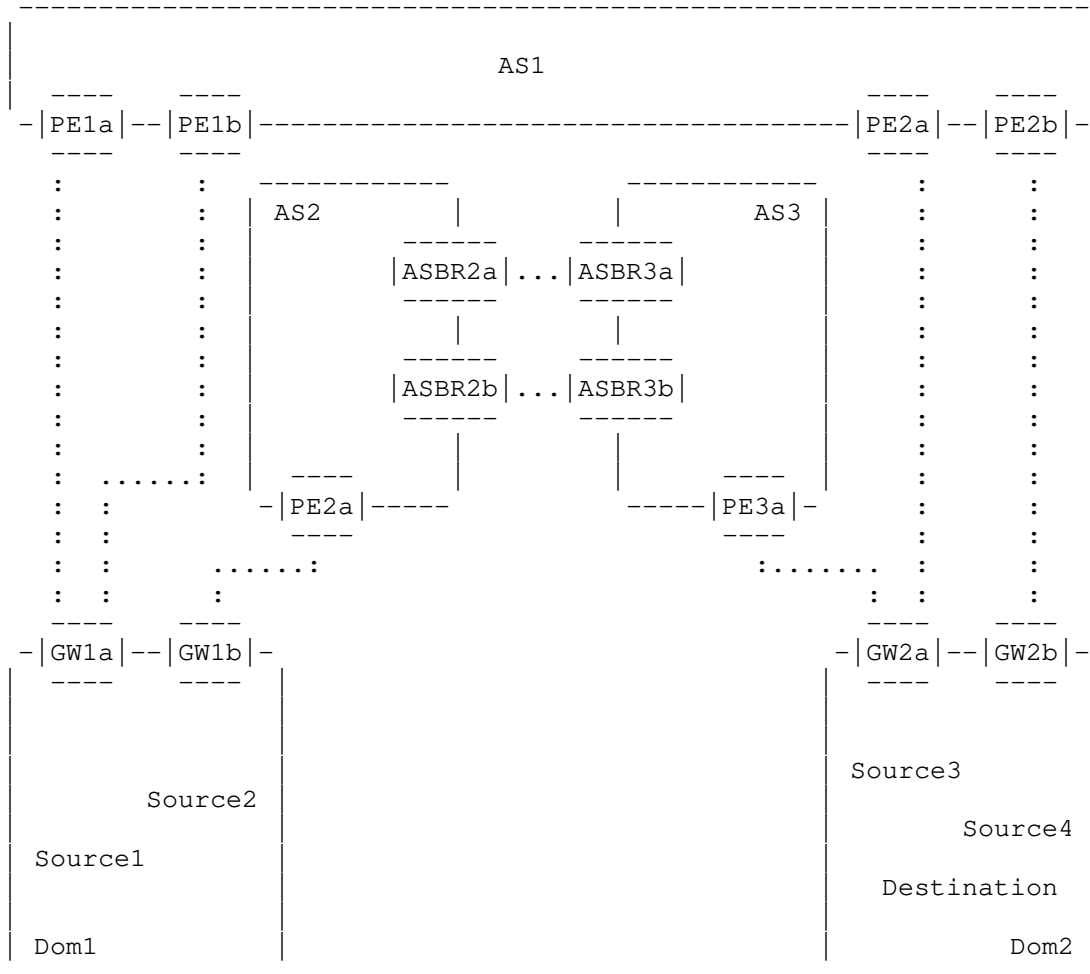 AS1
PE1a PE1b PE2a PE2b
AS2 AS3
ASBR2a ... ASBR3a
ASBR2b ... ASBR3b
PE2a PE3a
GW1a GW1b GW2a GW2b
Source3
Source2
Source4
Source1
Destination
Dom1 Dom2